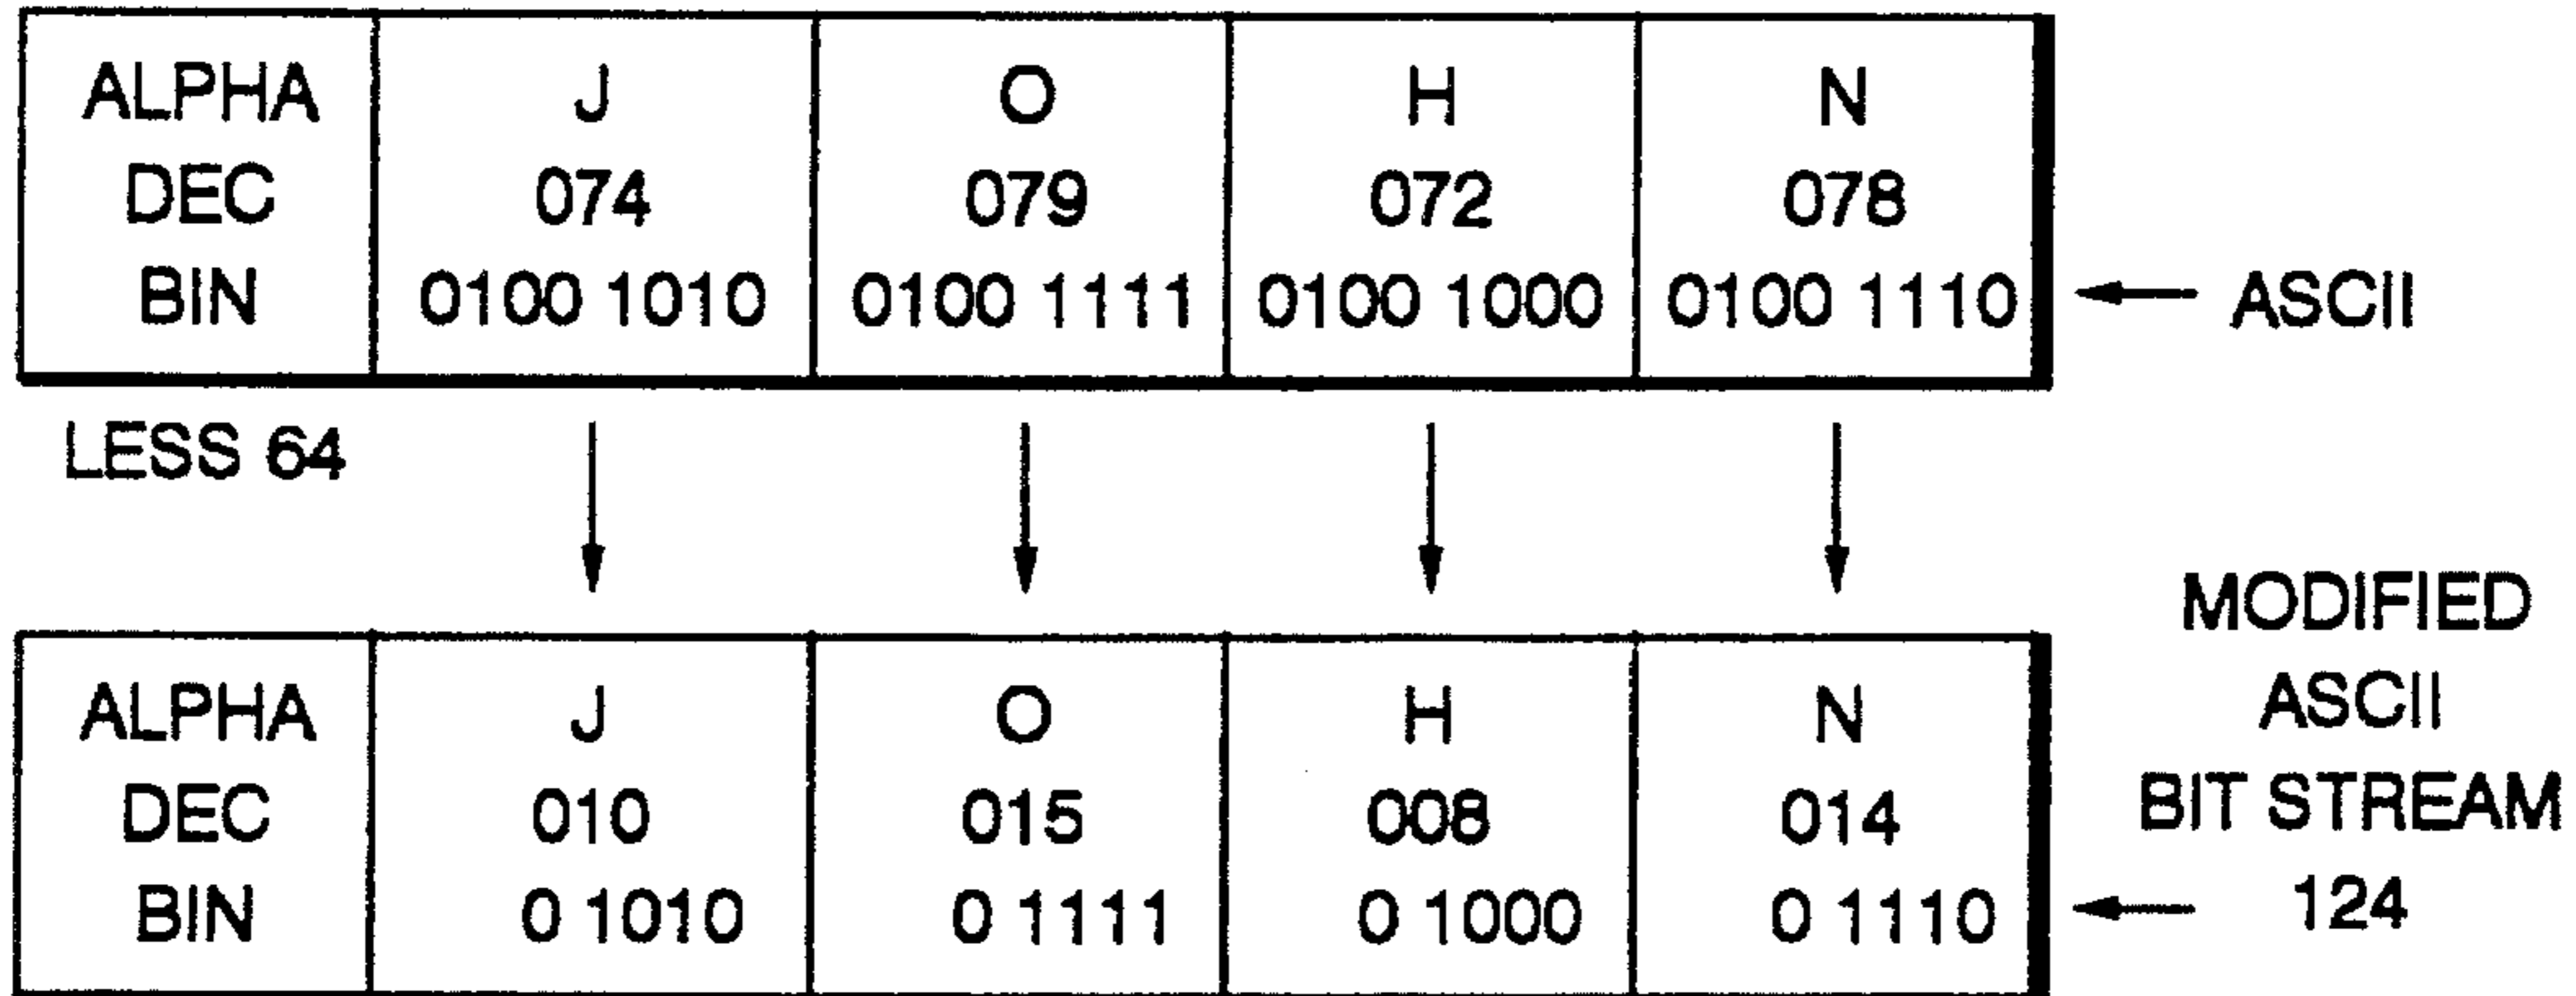 ALPHA J O H N
DEC 074 079 072 078
BIN 0100 1010 0100 1111 0100 1000 0100 1110 ASCII
LESS 64
MODIFIED
ALPHA J O H N ASCII
DEC 010 015 008 014 BIT STREAM
BIN 0 1010 0 1111 0 1000 0 1110 124